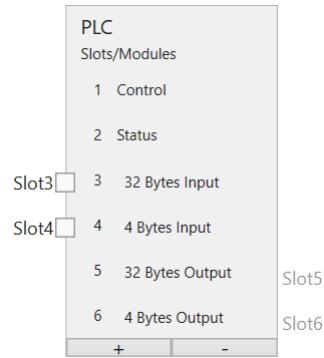 PLC
Slots/Modules
1 Control
2 Status
Slot3 3 32 Bytes Input
Slot4 4 4 Bytes Input
5 32 Bytes Output Slot5
6 4 Bytes Output Slot6
+ -